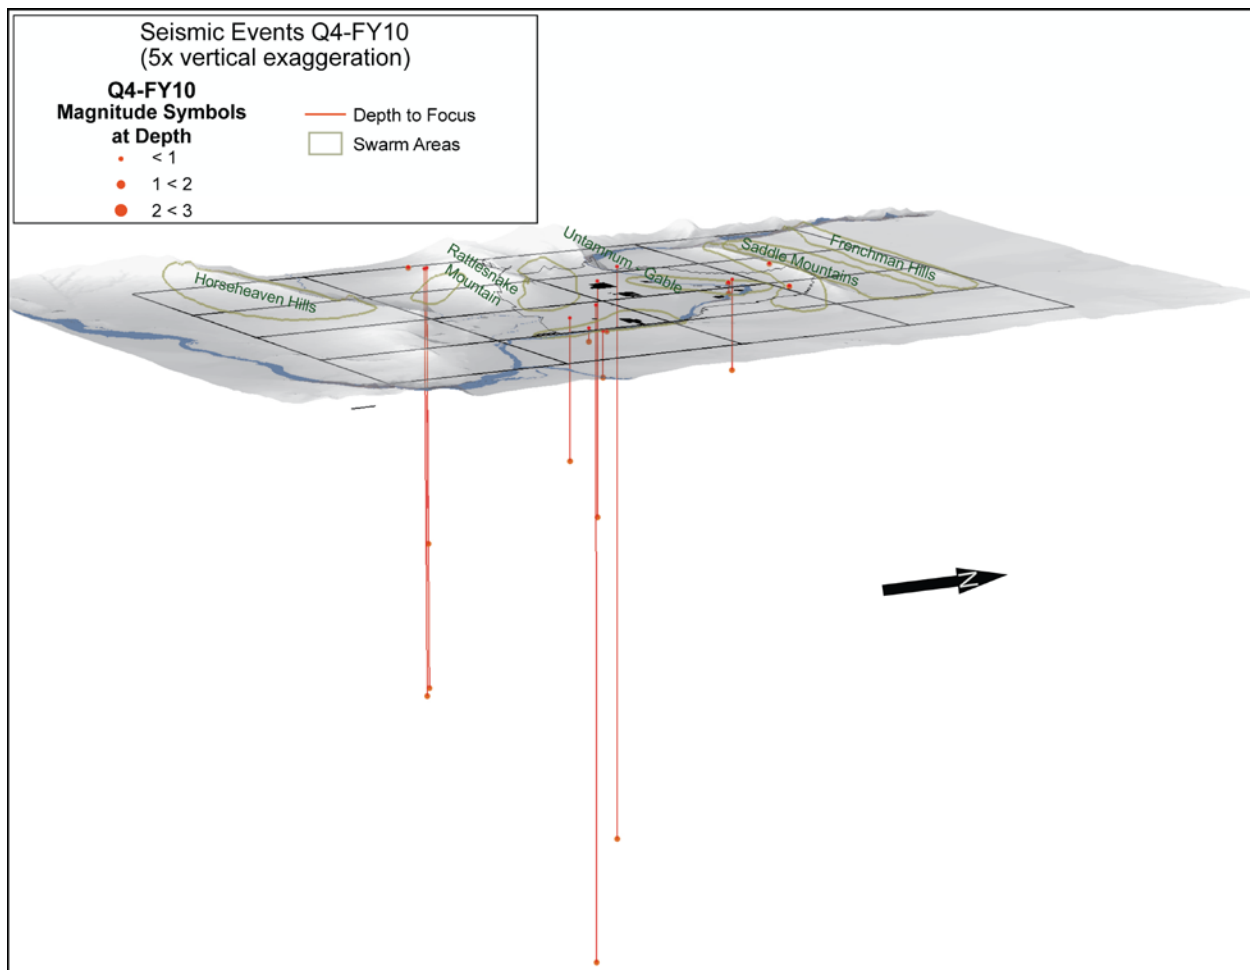 Seismic Events Q4-FY10
(5x vertical exaggeration)
Q4-FY10
Magnitude Symbols
at Depth
< 1
1 < 2
2 < 3
Depth to Focus
Swarm Areas
Horseheaven Hills
Rattlesnake
Mountain
Untammum
Gable
Saddle Mountains
Frenchman Hills
N